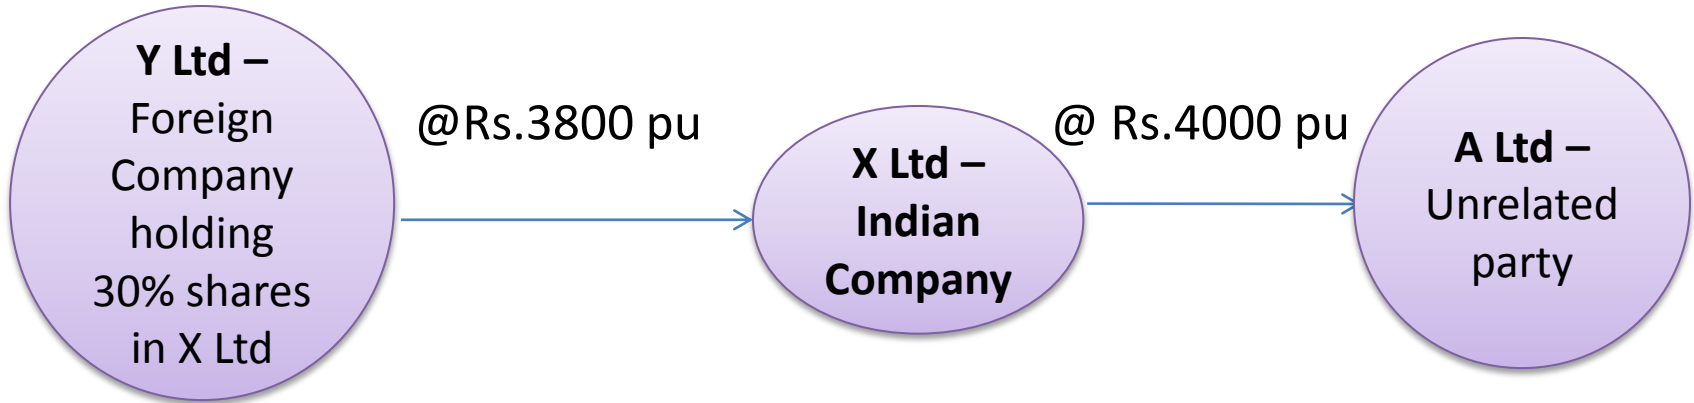 Y Ltd –
Foreign
Company
holding
30% shares
in X Ltd
@Rs.3800 pu
X Ltd –
Indian
Company
@ Rs.4000 pu
A Ltd –
Unrelated
party